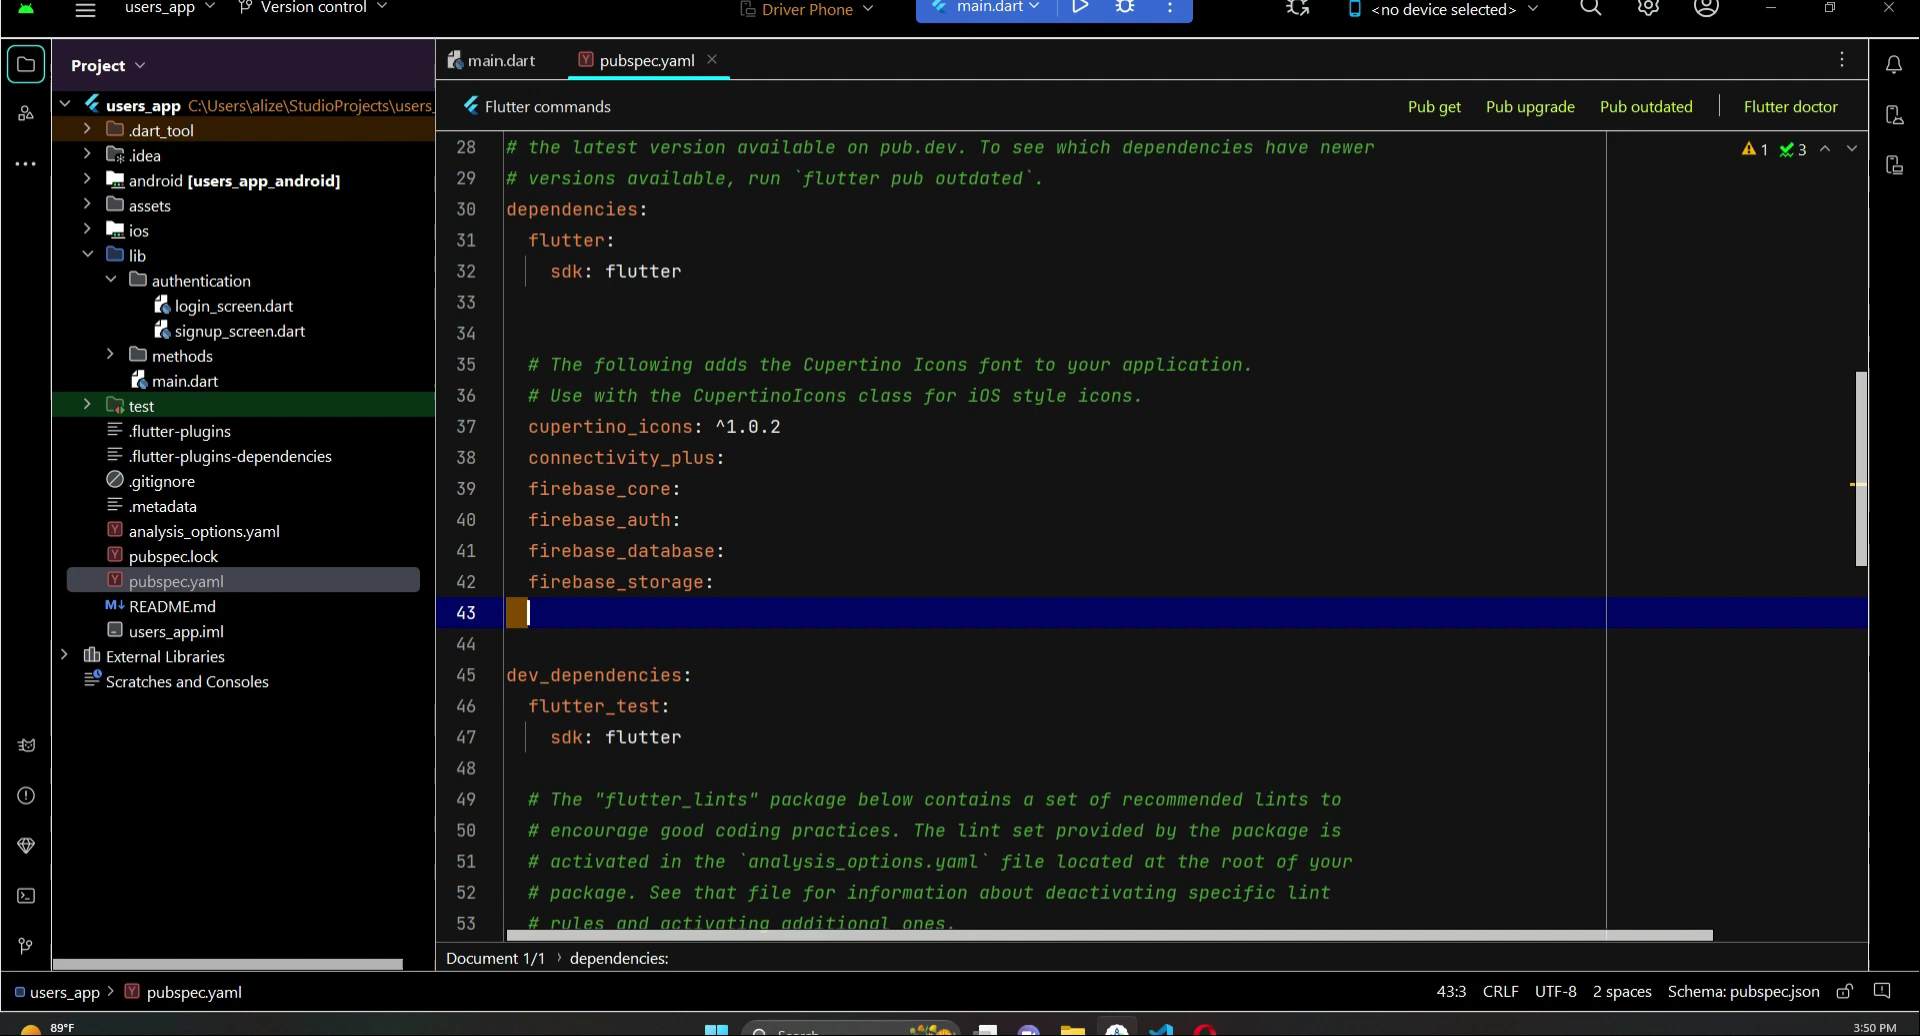 users_app
Version control
Driver Phone
main.dart
<no device selected>
Project
main.dart
pubspec.yaml
users_app C:\Users\alize\StudioProjects\users_
Flutter commands
Pub get
Pub upgrade
Pub outdated
Flutter doctor
.dart_tool
.idea
android [users_app_android]
assets
ios
lib
authentication
login_screen.dart
signup_screen.dart
methods
main.dart
test
.flutter-plugins
.flutter-plugins-dependencies
.gitignore
.metadata
analysis_options.yaml
pubspec.lock
pubspec.yaml
README.md
users_app.iml
External Libraries
Scratches and Consoles
1 3
28 # the latest version available on pub.dev. To see which dependencies have newer
29 # versions available, run `flutter pub outdated`.
30 dependencies:
31 flutter:
32 sdk: flutter
33
34
35 # The following adds the Cupertino Icons font to your application.
36 # Use with the CupertinoIcons class for iOS style icons.
37 cupertino_icons: ^1.0.2
38 connectivity_plus:
39 firebase_core:
40 firebase_auth:
41 firebase_database:
42 firebase_storage:
43
44
45 dev_dependencies:
46 flutter_test:
47 sdk: flutter
48
49 # The "flutter_lints" package below contains a set of recommended lints to
50 # encourage good coding practices. The lint set provided by the package is
51 # activated in the `analysis_options.yaml` file located at the root of your
52 # package. See that file for information about deactivating specific lint
53 # rules and activating additional ones.
Document 1/1 › dependencies:
users_app > pubspec.yaml
43:3 CRLF UTF-8 2 spaces Schema: pubspec.json
89°F
Search
3:50 PM